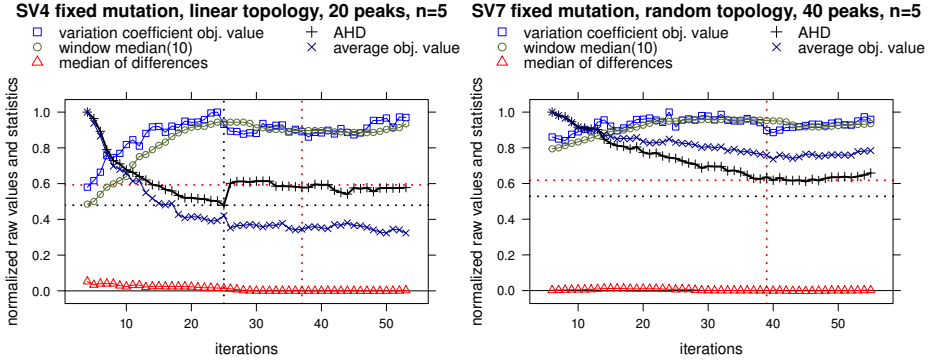 SV4 fixed mutation, linear topology, 20 peaks, n=5
variation coefficient obj. value
AHD
window median(10)
average obj. value
median of differences
normalized raw values and statistics
1.0
0.8
0.6
0.4
0.2
0.0
10
20
30
40
50
iterations
SV7 fixed mutation, random topology, 40 peaks, n=5
variation coefficient obj. value
AHD
window median(10)
average obj. value
median of differences
normalized raw values and statistics
1.0
0.8
0.6
0.4
0.2
0.0
10
20
30
40
50
iterations